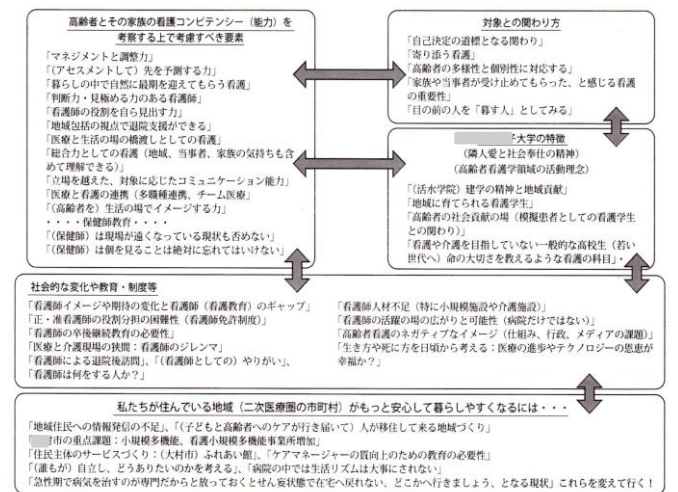 高齢者とその家族の看護コンピテンシー（能力）を
考察する上で考慮すべき要素
「マネジメントと調整力」
「（アセスメントして）先を予測する力」
「暮らしの中で自然に最期を迎えてもらう看護」
「判断力・見極める力のある看護師」
「看護師の役割を自ら見出す力」
「地域包括の視点で退院支援ができる」
「医療と生活の場の橋渡しとしての看護」
「総合力としての看護（地域、当事者、家族の気持ちも含
めて理解できる）」
「立場を越えた、対象に応じたコミュニケーション能力」
「医療と看護の連携（多職種連携、チーム医療」
「（高齢者を）生活の場でイメージする力」
・・・・保健師教育・・・・
「（保健師）は現場が遠くなっている現状も否めない」
「（保健師）は個を見ることは絶対に忘れてはいけない」
対象との関わり方
「自己決定の道標となる関わり」
「寄り添う看護」
「高齢者の多様性と個別性に対応する」
「家族や当事者が受け止めてもらった、と感じる看護
の重要性」
「目の前の人を「暮す人」としてみる」
子大学の特徴
（隣人愛と社会奉仕の精神）
（高齢者看護学領域の活動理念）
「（活水学院）建学の精神と地域貢献」
「地域に育てられる看護学生」
「高齢者の社会貢献の場（模擬患者としての看護学生
との関わり）」
「看護や介護を目指していない一般的な高校生（若い
世代へ）命の大切さを教えるような看護の科目」・
社会的な変化や教育・制度等
「看護師イメージや期待の変化と看護師（看護教育）のギャップ」
「正・准看護師の役割分担の困難性（看護師免許制度）」
「看護師の卒後継続教育の必要性」
「医療と介護現場の狭間：看護師のジレンマ」
「看護師による退院後訪問」、「（看護師としての）やりがい」、
「看護師は何をする人か？」
「看護師人材不足（特に小規模施設や介護施設）」
「看護師の活躍の場の広がりと可能性（病院だけではない）」
「高齢者看護のネガティブなイメージ（仕組み、行政、メディアの課題）」
「生き方や死に方を日頃から考える：医療の進歩やテクノロジーの恩恵が
幸福か？」
私たちが住んでいる地域（二次医療圏の市町村）がもっと安心して暮らしやすくなるには・・・
「地域住民への情報発信の不足」、「（子どもと高齢者へのケアが行き届いて）人が移住して来る地域づくり」
「市の重点課題：小規模多機能、看護小規模多機能事業所増加」
「住民主体のサービスづくり：（大村市）ふれあい館」、「ケアマネージャーの質向上のための教育の必要性」
「（誰もが）自立し、どうありたいのかを考える」、「病院の中では生活リズムは大事にされない」
「急性期で病気を治すのが専門だからと放っておくとせん妄状態で在宅へ戻れない、どこかへ行きましょう、となる現状」これらを変えて行く！